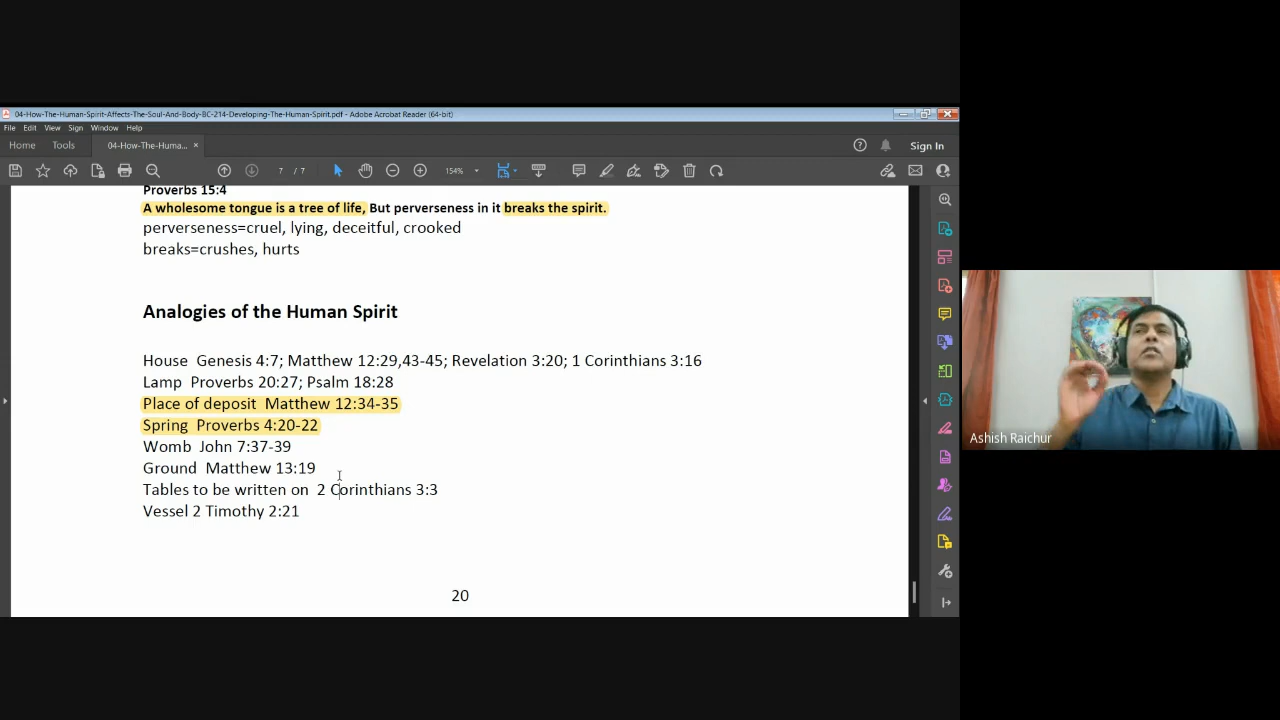 04-How-The-Human-Spirit-Affects-The-Soul-And-Body-BC-214-Developing-The-Human-Spirit.pdf - Adobe Acrobat Reader (64-bit)
File Edit View Sign Window Help
Home Tools 04-How-The-Huma... × Sign In
7 / 7 154%
Proverbs 15:4
A wholesome tongue is a tree of life, But perverseness in it breaks the spirit.
perverseness=cruel, lying, deceitful, crooked
breaks=crushes, hurts
Analogies of the Human Spirit
House Genesis 4:7; Matthew 12:29,43-45; Revelation 3:20; 1 Corinthians 3:16
Lamp Proverbs 20:27; Psalm 18:28
Place of deposit Matthew 12:34-35
Spring Proverbs 4:20-22
Womb John 7:37-39
Ground Matthew 13:19
Tables to be written on 2 Corinthians 3:3
Vessel 2 Timothy 2:21
20
Ashish Raichur